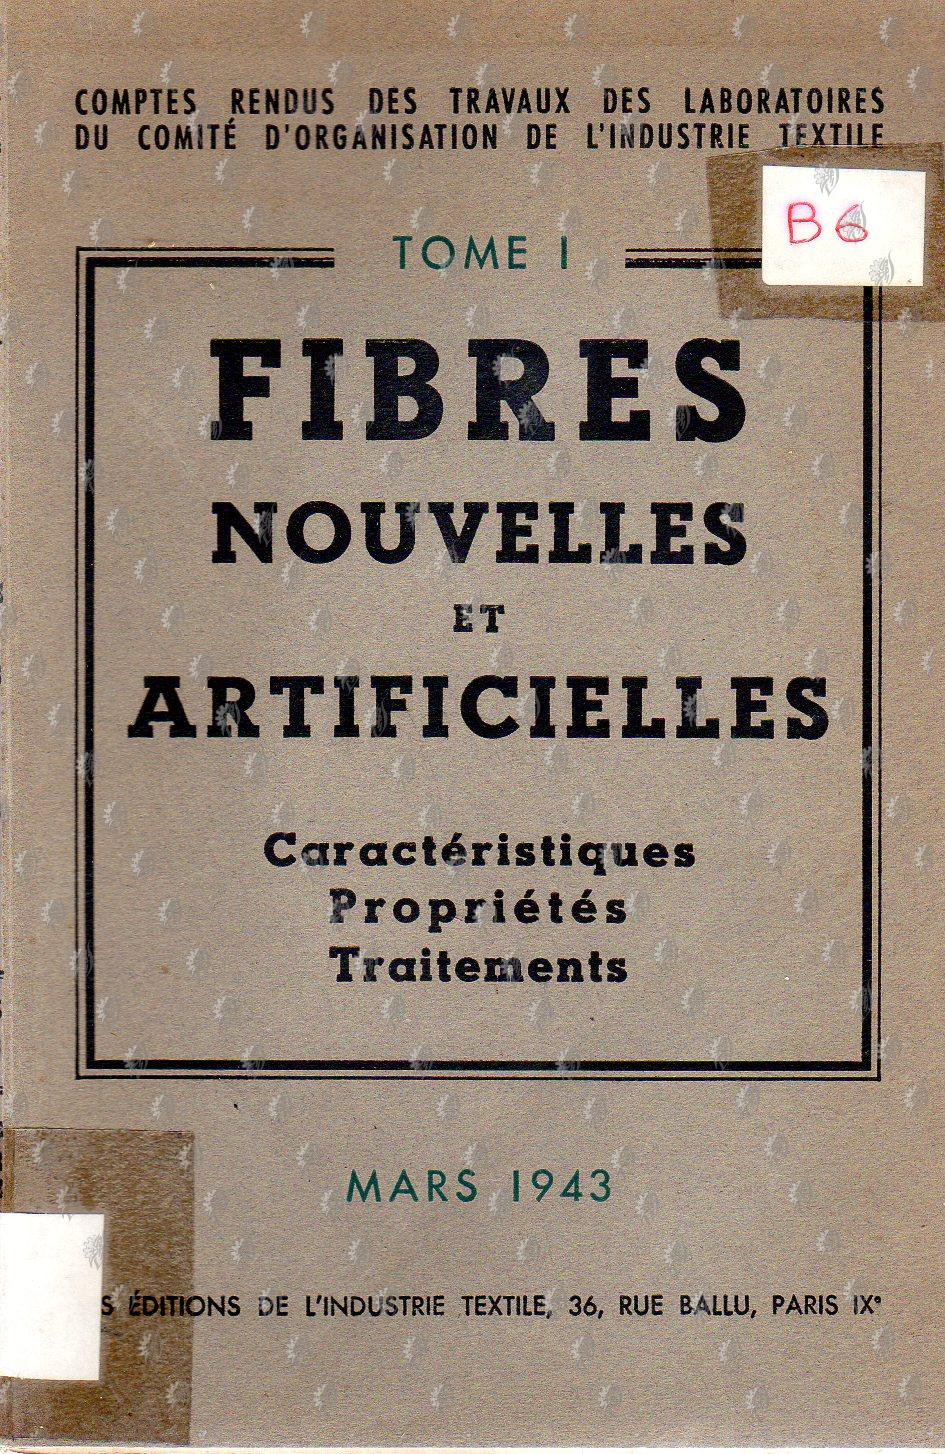 COMPTES RENDUS DES TRAVAUX DES LABORATOIRES
DU COMITÉ D'ORGANISATION DE L'INDUSTRIE TEXTILE
B6
TOME I
FIBRES
NOUVELLES
ET
ARTIFICIELLES
Caractéristiques
Propriétés
Traitements
MARS 1943
S ÉDITIONS DE L'INDUSTRIE TEXTILE, 36, RUE BALLU, PARIS IXᵉ